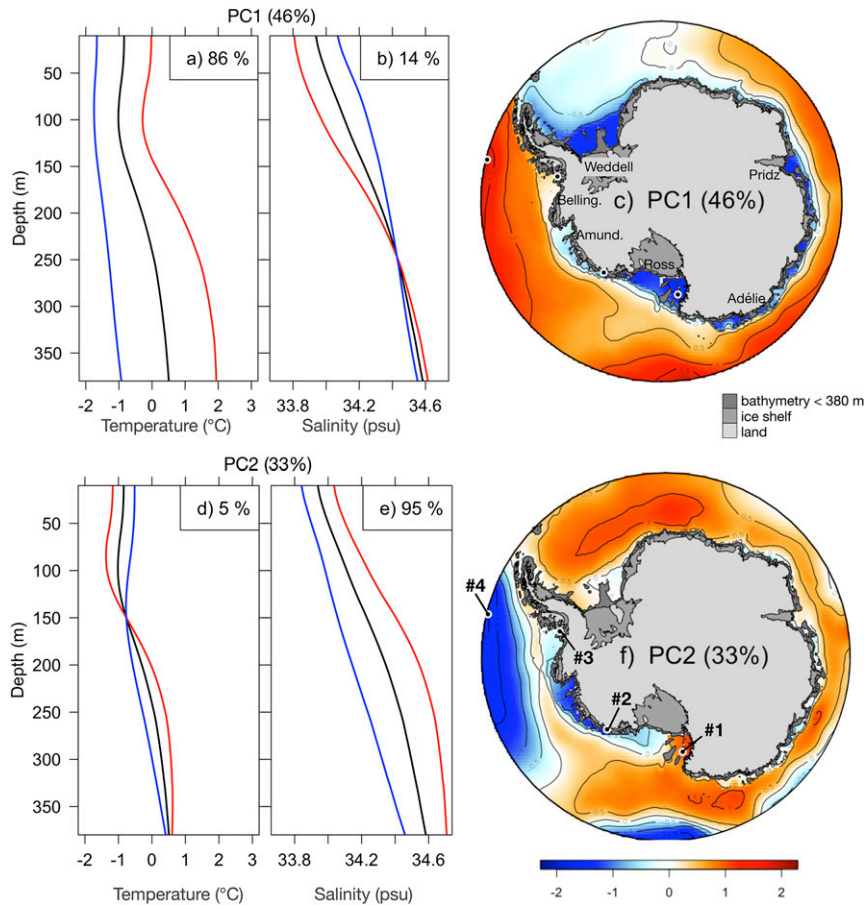 PC1 (46%)
a) 86 %
b) 14 %
50
100
150
200
250
300
350
Depth (m)
-2 -1 0 1 2 3
33.8 34.2 34.6
Temperature (°C)
Salinity (psu)
Weddell
Pridz
Belling.
c) PC1 (46%)
Amund.
Ross
Adélie
bathymetry < 380 m
ice shelf
land
PC2 (33%)
d) 5 %
e) 95 %
50
100
150
200
250
300
350
Depth (m)
-2 -1 0 1 2 3
33.8 34.2 34.6
Temperature (°C)
Salinity (psu)
#4
#3
f) PC2 (33%)
#2
#1
-2 -1 0 1 2